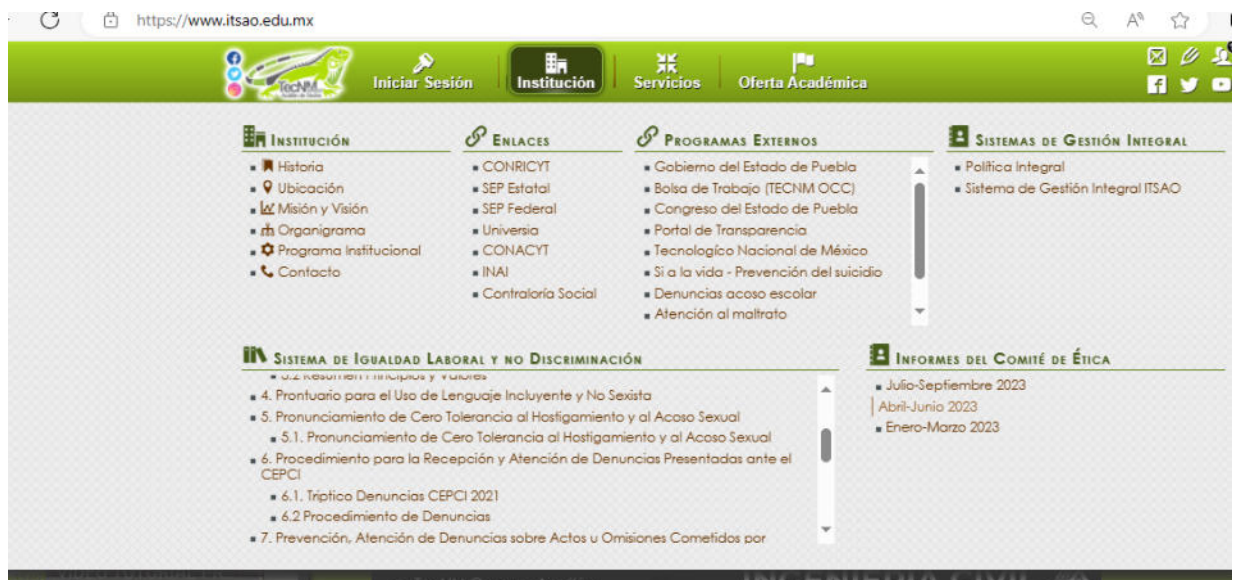 https://www.itsao.edu.mx
TecNM
Iniciar Sesión
Institución
Servicios
Oferta Académica
INSTITUCIÓN
Historia
Ubicación
Misión y Visión
Organigrama
Programa Institucional
Contacto
ENLACES
CONRICYT
SEP Estatal
SEP Federal
Universia
CONACYT
INAI
Contraloría Social
PROGRAMAS EXTERNOS
Gobierno del Estado de Puebla
Bolsa de Trabajo (TECNM OCC)
Congreso del Estado de Puebla
Portal de Transparencia
Tecnologíco Nacional de México
Si a la vida - Prevención del suicidio
Denuncias acoso escolar
Atención al maltrato
SISTEMAS DE GESTIÓN INTEGRAL
Política Integral
Sistema de Gestión Integral ITSAO
SISTEMA DE IGUALDAD LABORAL Y NO DISCRIMINACIÓN
3.2 Resumen Principios y Valores
4. Prontuario para el Uso de Lenguaje Incluyente y No Sexista
5. Pronunciamiento de Cero Tolerancia al Hostigamiento y al Acoso Sexual
5.1. Pronunciamiento de Cero Tolerancia al Hostigamiento y al Acoso Sexual
6. Procedimiento para la Recepción y Atención de Denuncias Presentadas ante el
CEPCI
6.1. Triptico Denuncias CEPCI 2021
6.2 Procedimiento de Denuncias
7. Prevención, Atención de Denuncias sobre Actos u Omisiones Cometidos por
INFORMES DEL COMITÉ DE ÉTICA
Julio-Septiembre 2023
Abril-Junio 2023
Enero-Marzo 2023